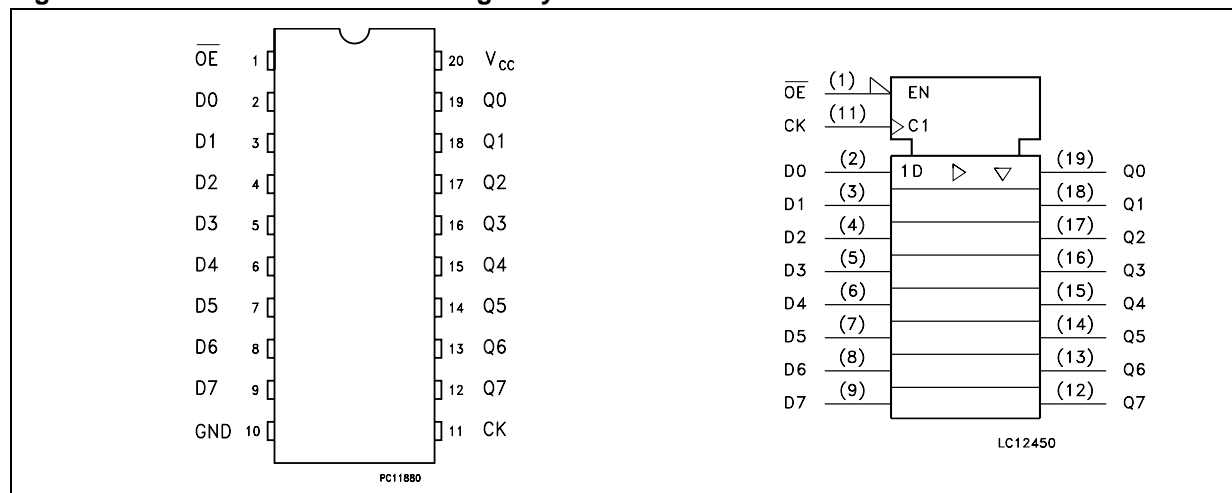 OE 1 20 VCC
D0 2 19 Q0
D1 3 18 Q1
D2 4 17 Q2
D3 5 16 Q3
D4 6 15 Q4
D5 7 14 Q5
D6 8 13 Q6
D7 9 12 Q7
GND 10 11 CK
PC11880
OE (1) EN
CK (11) C1
D0 (2) 1D (19) Q0
D1 (3) (18) Q1
D2 (4) (17) Q2
D3 (5) (16) Q3
D4 (6) (15) Q4
D5 (7) (14) Q5
D6 (8) (13) Q6
D7 (9) (12) Q7
LC12450